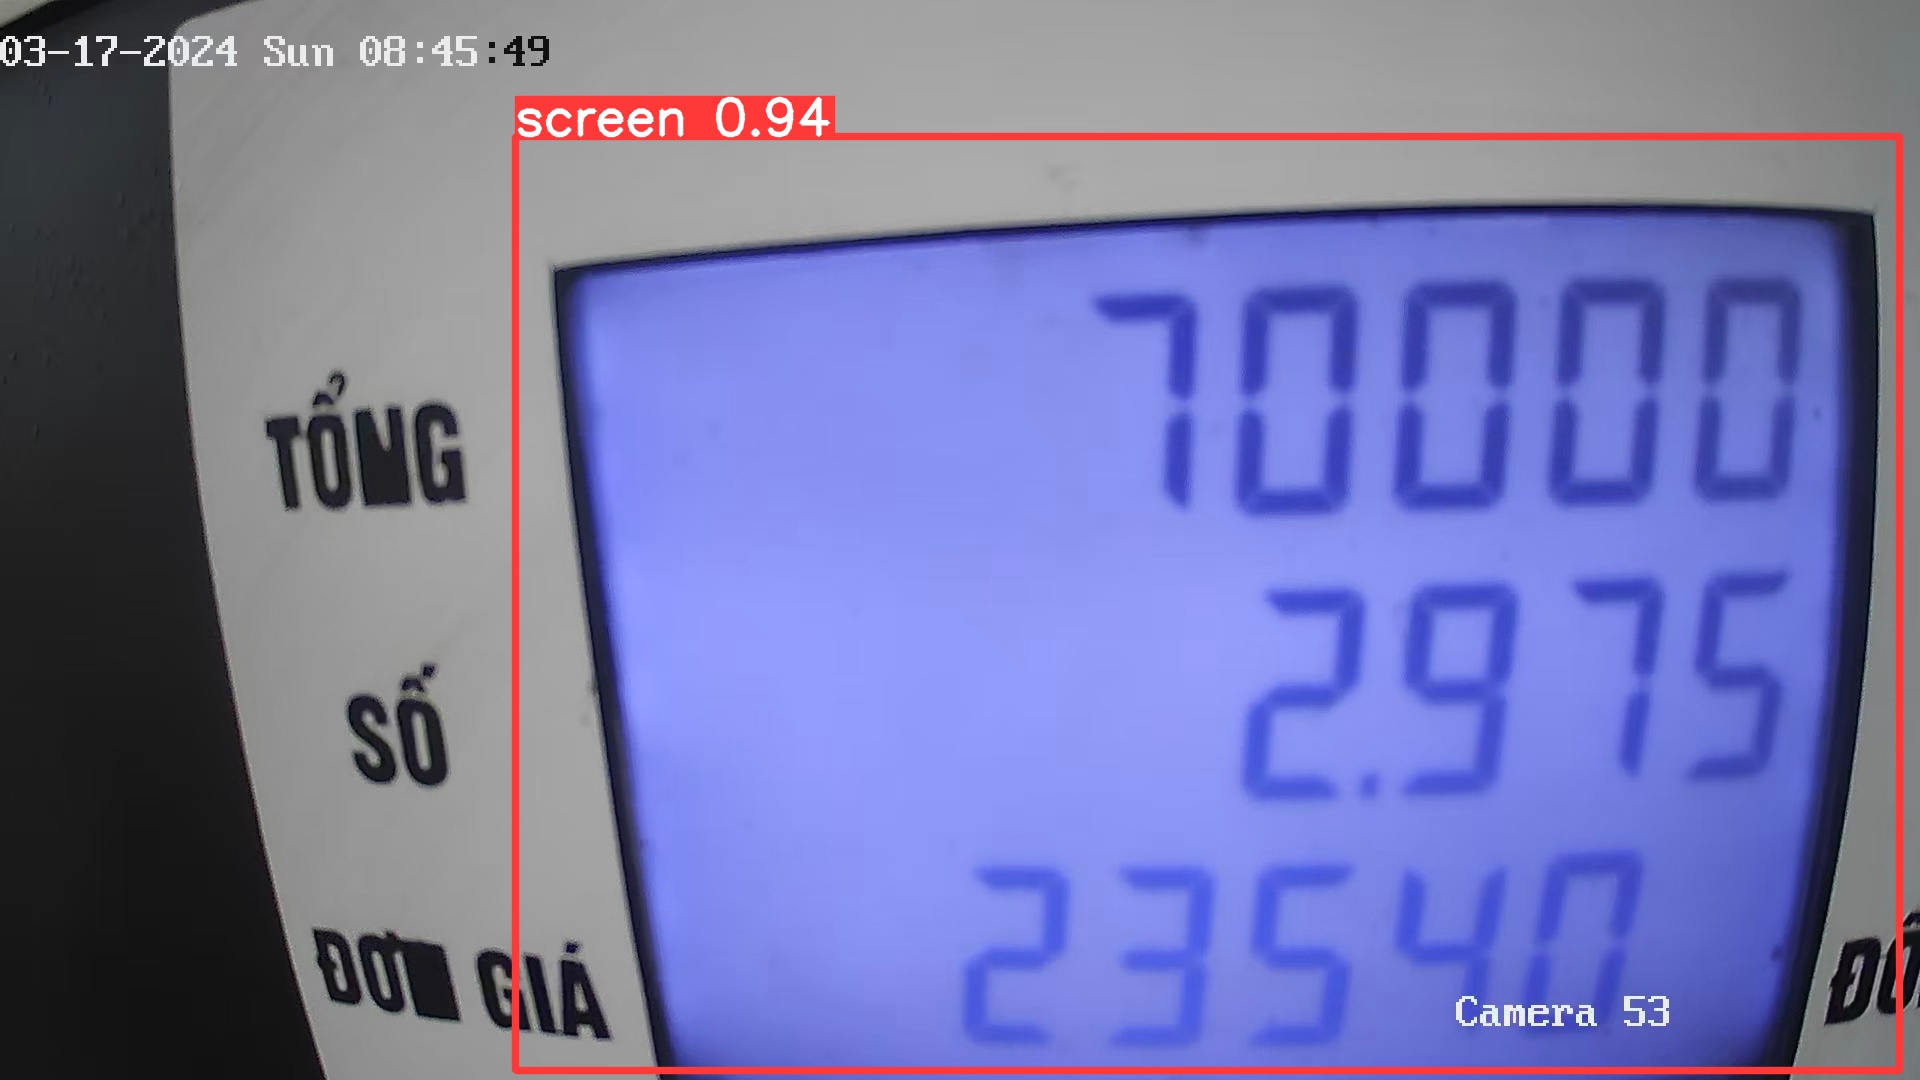 03-17-2024 Sun 08:45:49
screen 0.94
TỔNG 70000
SỐ 2.975
ĐƠN GIÁ 23540
Camera 53